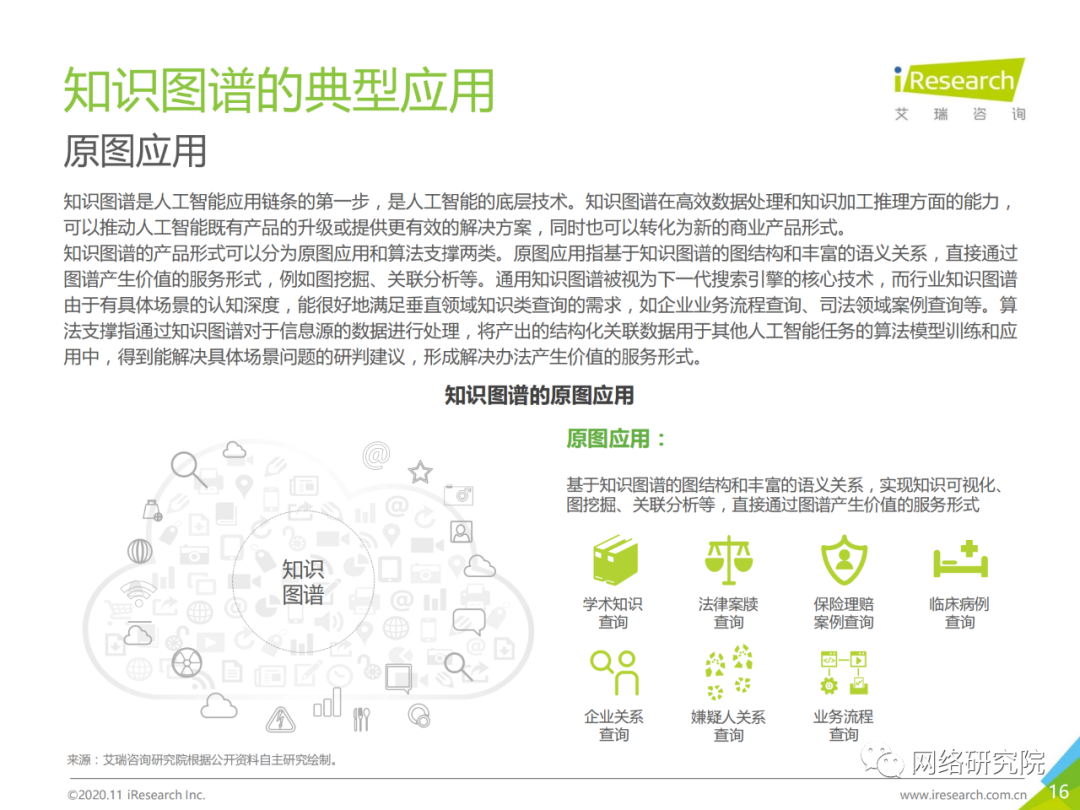 知识图谱的典型应用
iResearch
艾 瑞 咨 询
原图应用
知识图谱是人工智能应用链条的第一步，是人工智能的底层技术。知识图谱在高效数据处理和知识加工推理方面的能力，
可以推动人工智能既有产品的升级或提供更有效的解决方案，同时也可以转化为新的商业产品形式。
知识图谱的产品形式可以分为原图应用和算法支撑两类。原图应用指基于知识图谱的图结构和丰富的语义关系，直接通过
图谱产生价值的服务形式，例如图挖掘、关联分析等。通用知识图谱被视为下一代搜索引擎的核心技术，而行业知识图谱
由于有具体场景的认知深度，能很好地满足垂直领域知识类查询的需求，如企业业务流程查询、司法领域案例查询等。算
法支撑指通过知识图谱对于信息源的数据进行处理，将产出的结构化关联数据用于其他人工智能任务的算法模型训练和应
用中，得到能解决具体场景问题的研判建议，形成解决办法产生价值的服务形式。
知识图谱的原图应用
知识
图谱
原图应用：
基于知识图谱的图结构和丰富的语义关系，实现知识可视化、
图挖掘、关联分析等，直接通过图谱产生价值的服务形式
学术知识
查询
法律案牍
查询
保险理赔
案例查询
临床病例
查询
企业关系
查询
嫌疑人关系
查询
业务流程
查询
来源：艾瑞咨询研究院根据公开资料自主研究绘制。
网络研究院
©2020.11 iResearch Inc.
www.iresearch.com.cn
16